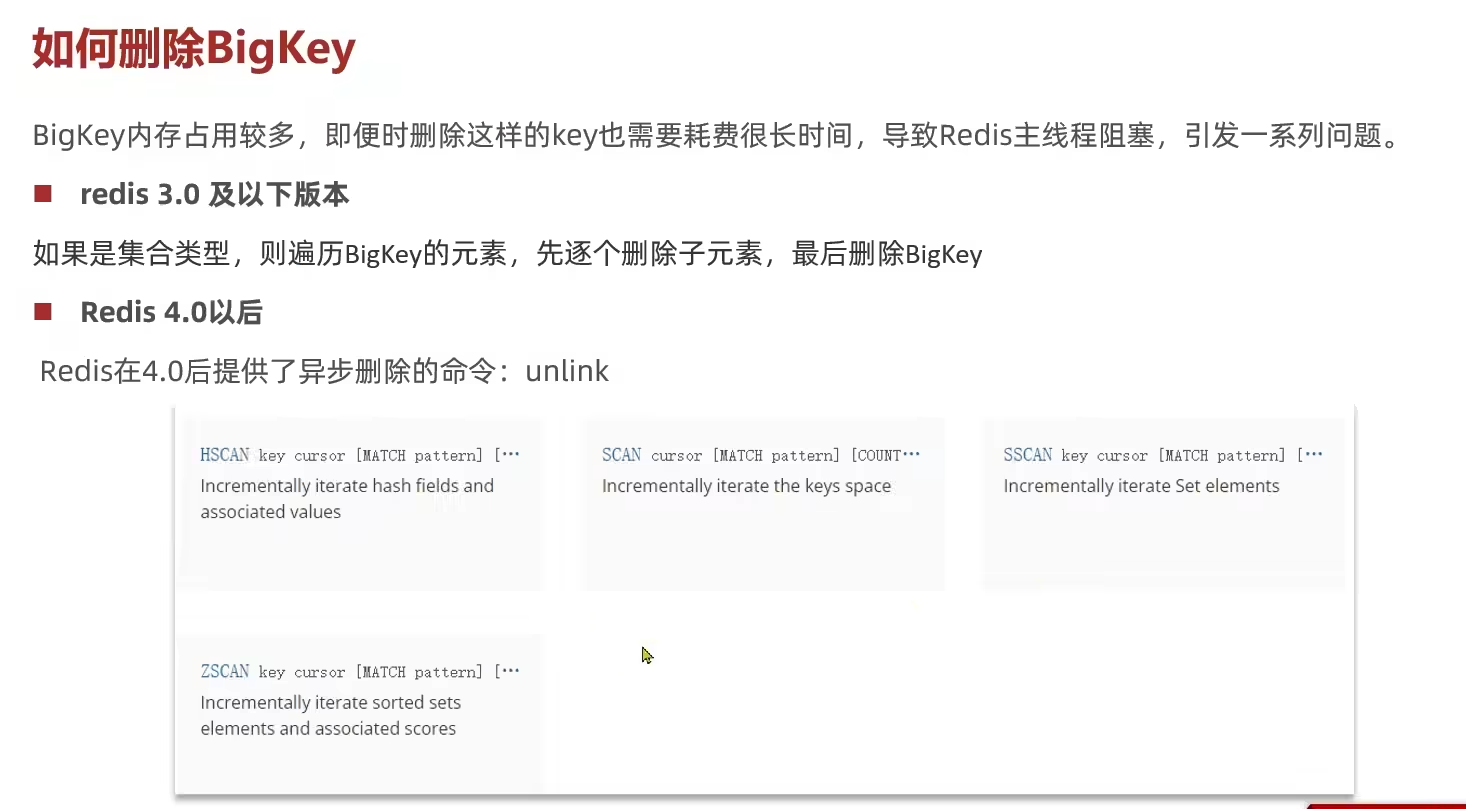 如何删除BigKey
BigKey内存占用较多，即便时删除这样的key也需要耗费很长时间，导致Redis主线程阻塞，引发一系列问题。
redis 3.0 及以下版本
如果是集合类型，则遍历BigKey的元素，先逐个删除子元素，最后删除BigKey
Redis 4.0以后
Redis在4.0后提供了异步删除的命令：unlink
HSCAN key cursor [MATCH pattern] [···
Incrementally iterate hash fields and
associated values
SCAN cursor [MATCH pattern] [COUNT···
Incrementally iterate the keys space
SSCAN key cursor [MATCH pattern] [···
Incrementally iterate Set elements
ZSCAN key cursor [MATCH pattern] [···
Incrementally iterate sorted sets
elements and associated scores